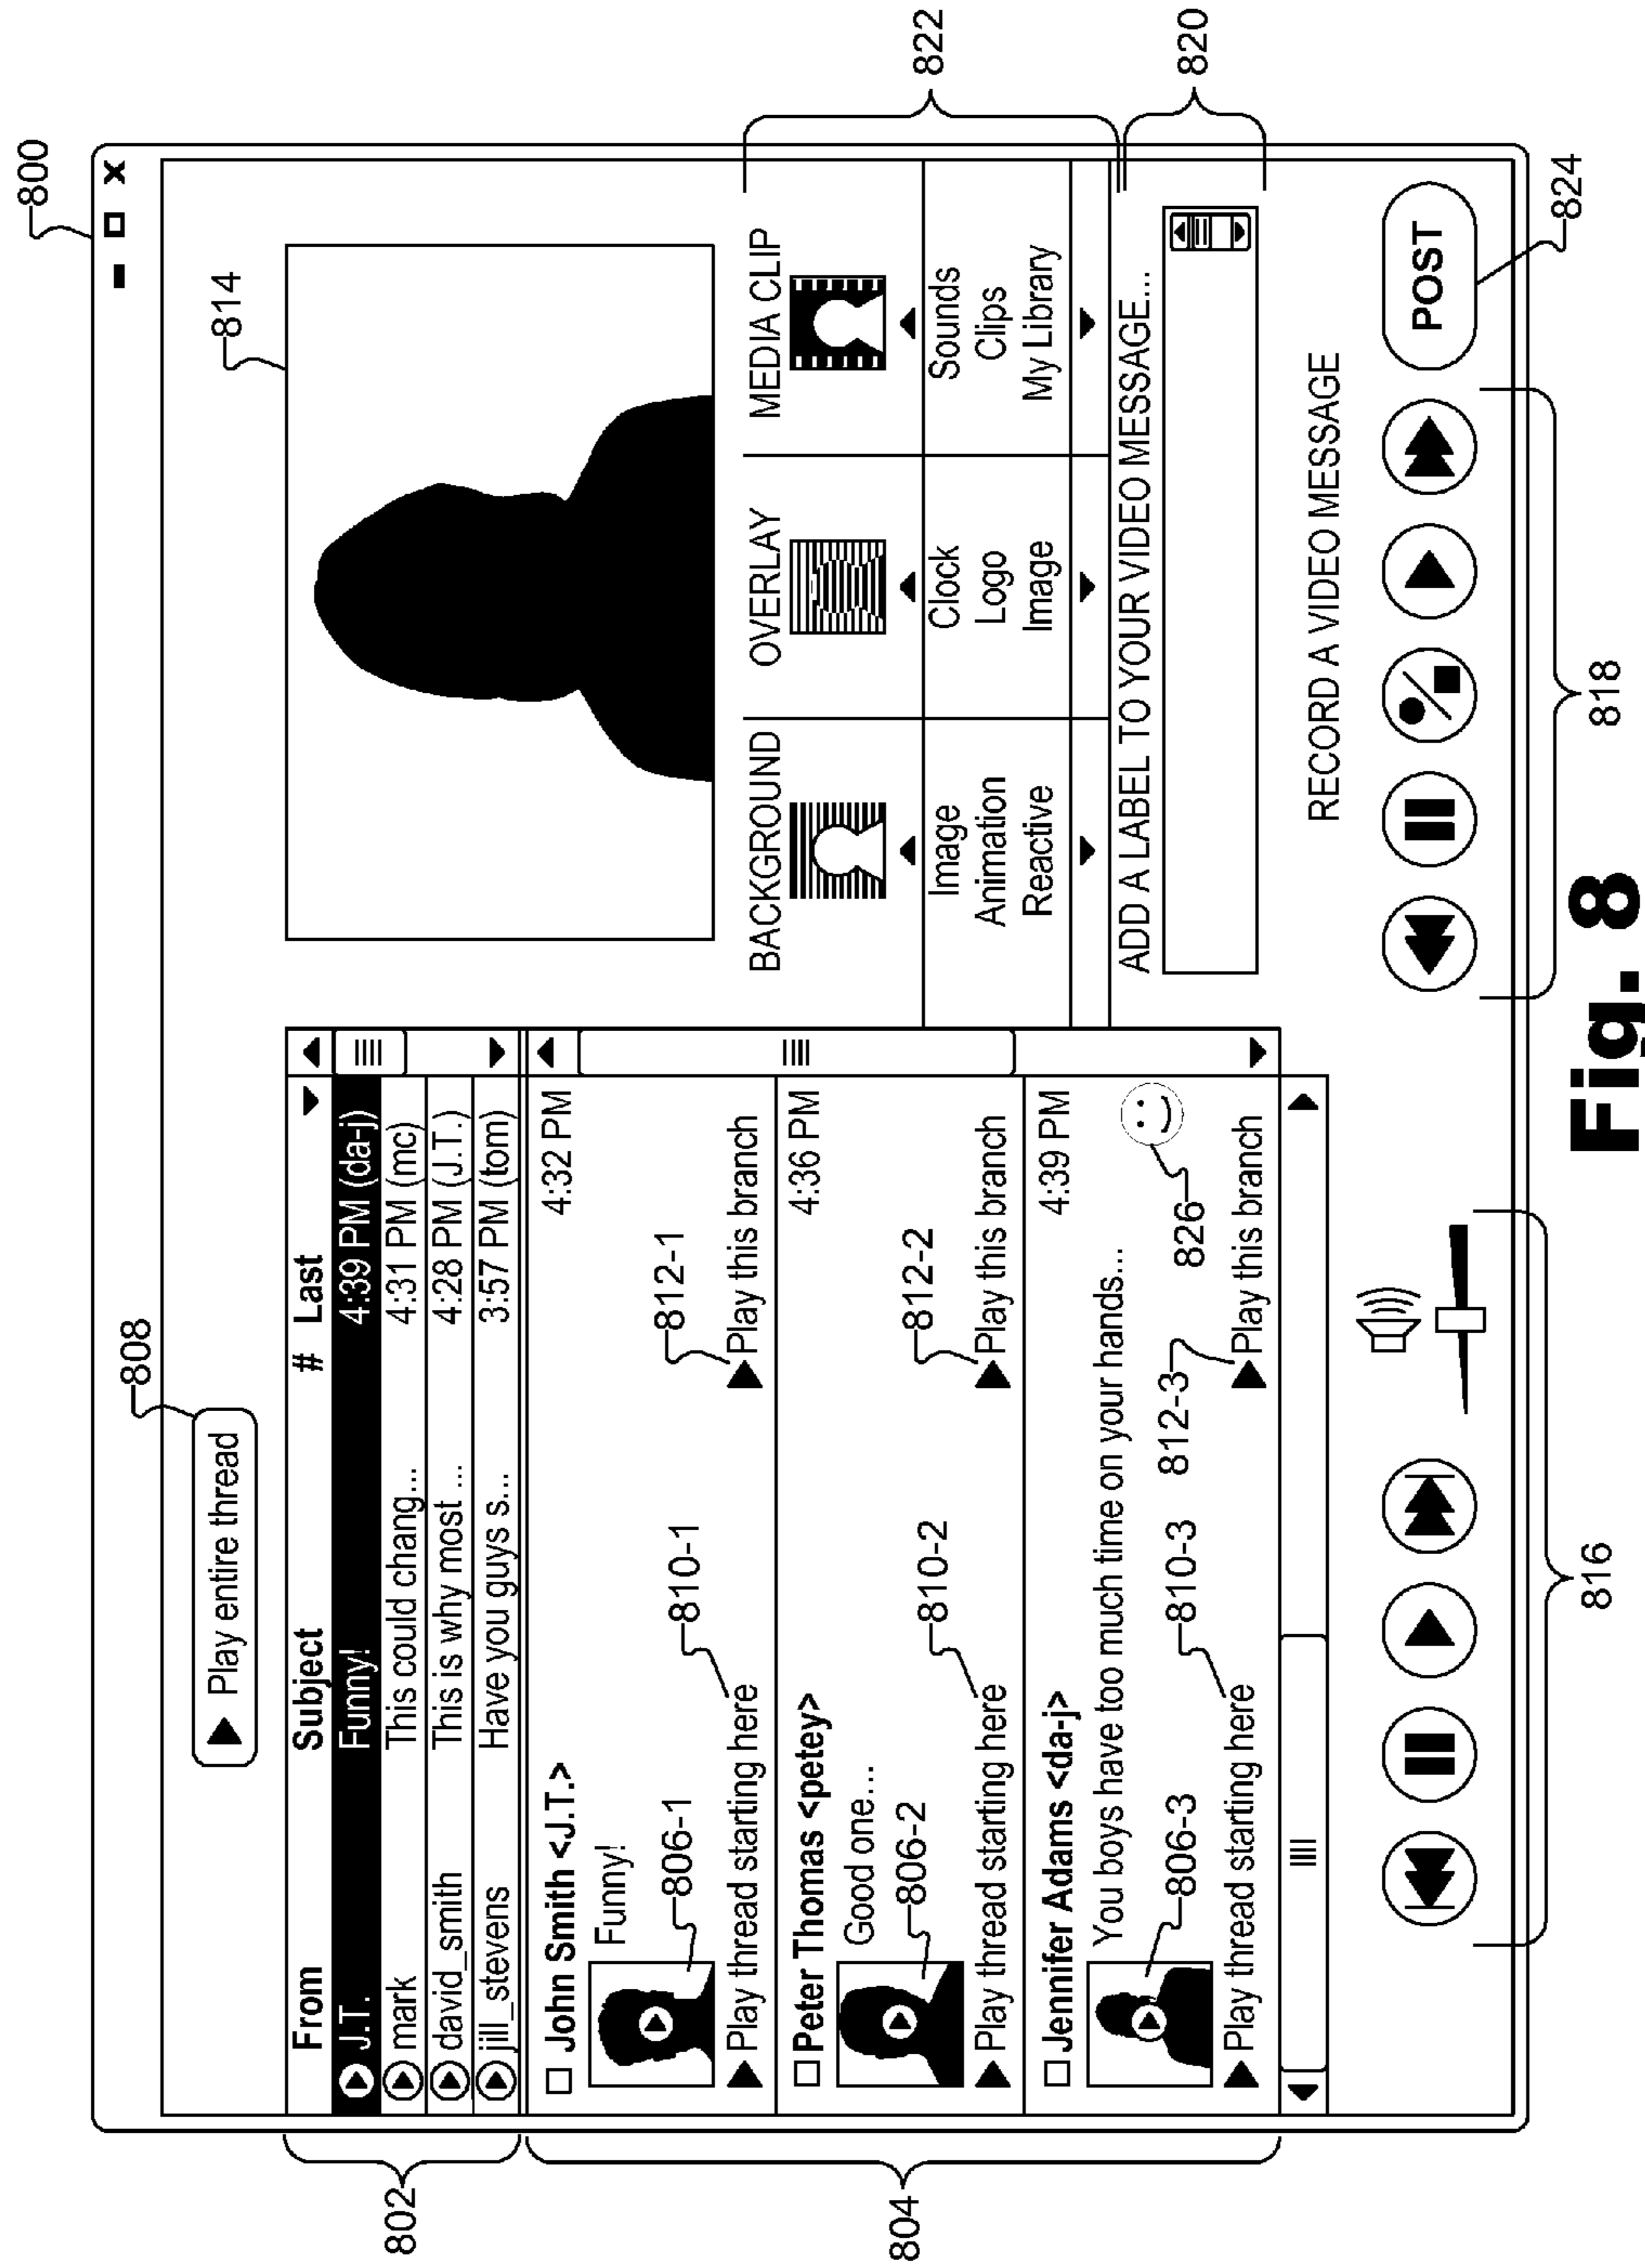 800
– □ x
808
▶ Play entire thread
814
From Subject # Last
J.T. Funny! 4:39 PM (da-j)
mark This could chang... 4:31 PM (mc)
david_smith This is why most ... 4:28 PM (J.T.)
jill_stevens Have you guys s... 3:57 PM (tom)
802
John Smith <J.T.> 4:32 PM
Funny!
806-1
810-1
812-1
▶Play thread starting here ▶Play this branch
Peter Thomas <petey> 4:36 PM
Good one...
806-2
810-2
812-2
▶Play thread starting here ▶Play this branch
Jennifer Adams <da-j> 4:39 PM
You boys have too much time on your hands...
826
806-3
810-3
812-3
▶Play thread starting here ▶Play this branch
804
BACKGROUND OVERLAY MEDIA CLIP
Image Clock Sounds
Animation Logo Clips
Reactive Image My Library
822
ADD A LABEL TO YOUR VIDEO MESSAGE...
820
RECORD A VIDEO MESSAGE
POST
824
816
818
Fig. 8